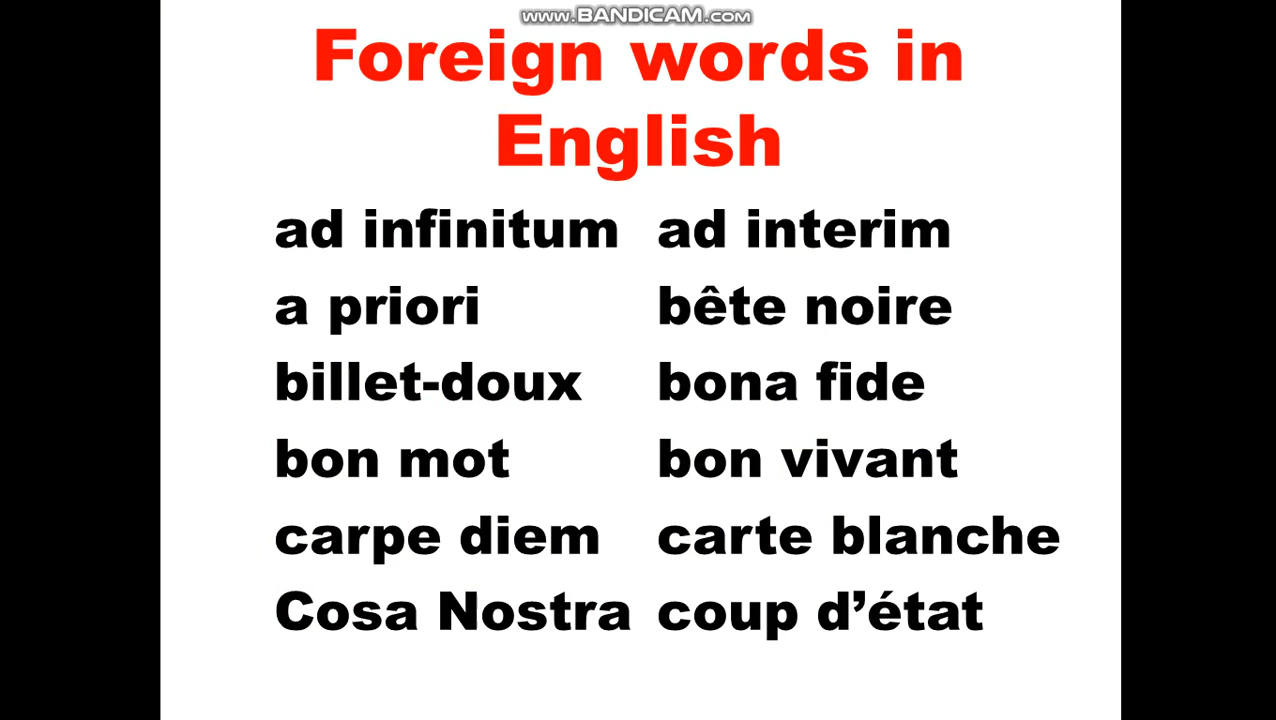 www.BANDICAM.com
Foreign words in
English
ad infinitum ad interim
a priori bête noire
billet-doux bona fide
bon mot bon vivant
carpe diem carte blanche
Cosa Nostra coup d’état